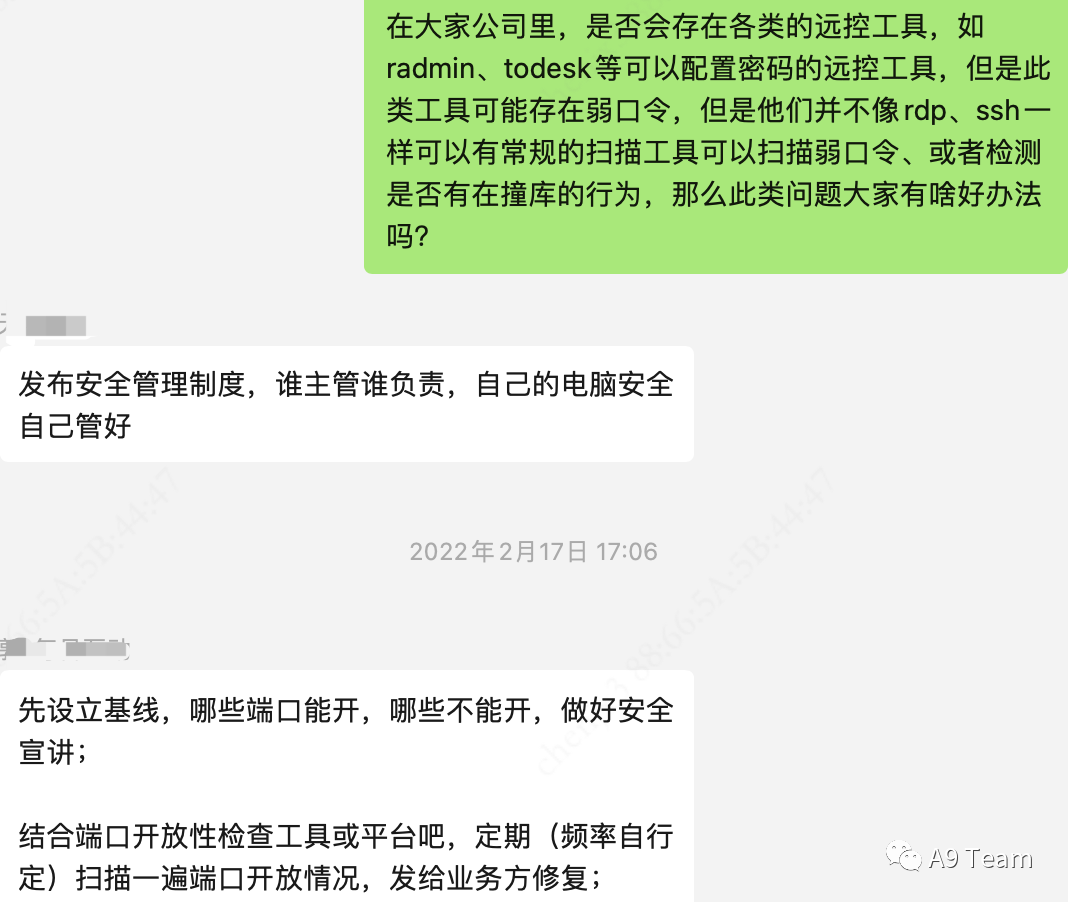 在大家公司里，是否会存在各类的远控工具，如
radmin、todesk等可以配置密码的远控工具，但是此
类工具可能存在弱口令，但是他们并不像rdp、ssh一
样可以有常规的扫描工具可以扫描弱口令、或者检测
是否有在撞库的行为，那么此类问题大家有啥好办法
吗？
发布安全管理制度，谁主管谁负责，自己的电脑安全
自己管好
2022年2月17日 17:06
先设立基线，哪些端口能开，哪些不能开，做好安全
宣讲；
结合端口开放性检查工具或平台吧，定期（频率自行
定）扫描一遍端口开放情况，发给业务方修复；
A9 Team